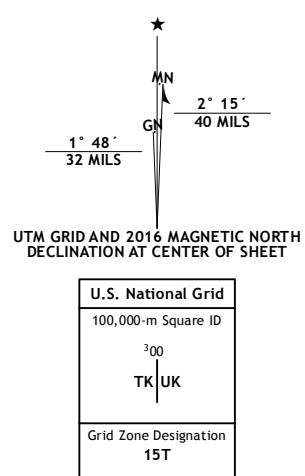 MN
2° 15´
40 MILS
GN
1° 48´
32 MILS
UTM GRID AND 2016 MAGNETIC NORTH
DECLINATION AT CENTER OF SHEET
U.S. National Grid
100,000-m Square ID
³00
TK UK
Grid Zone Designation
15T